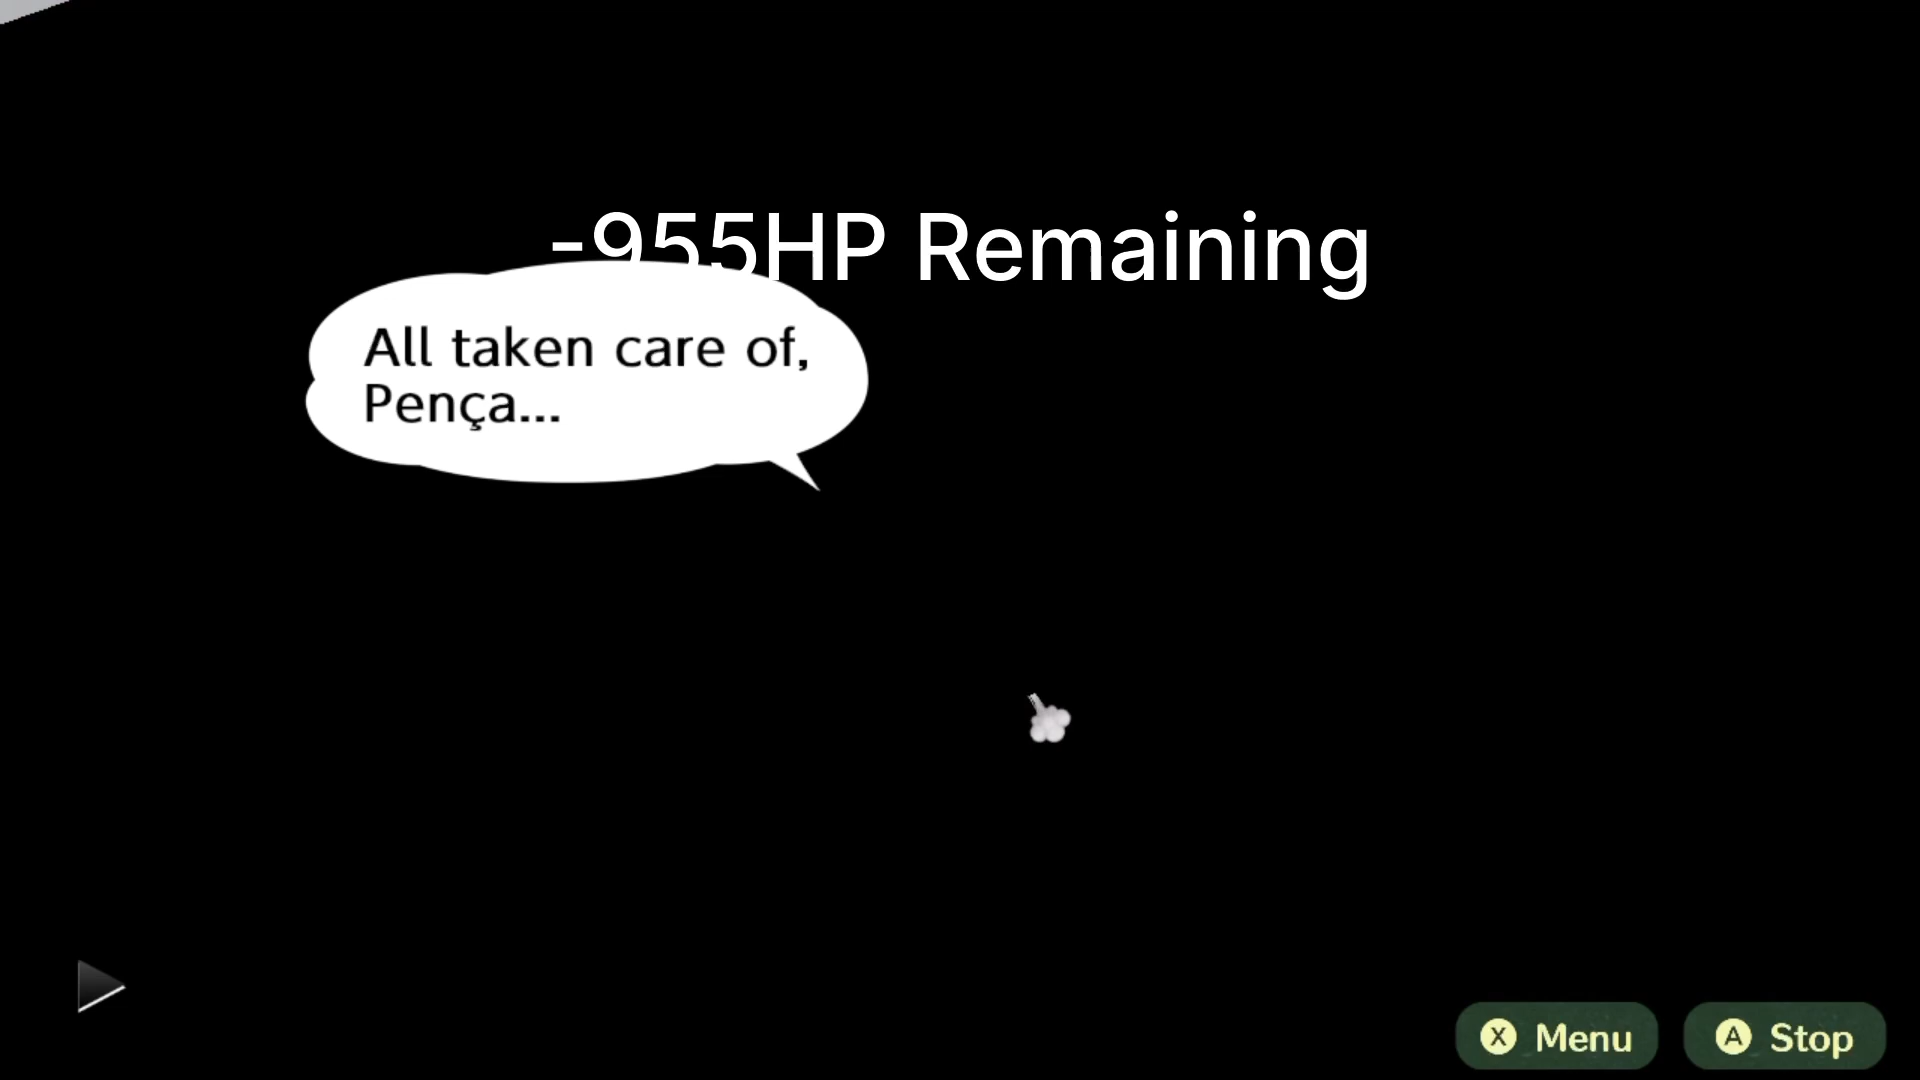 -955HP Remaining
All taken care of,
Pença...
X Menu
A Stop